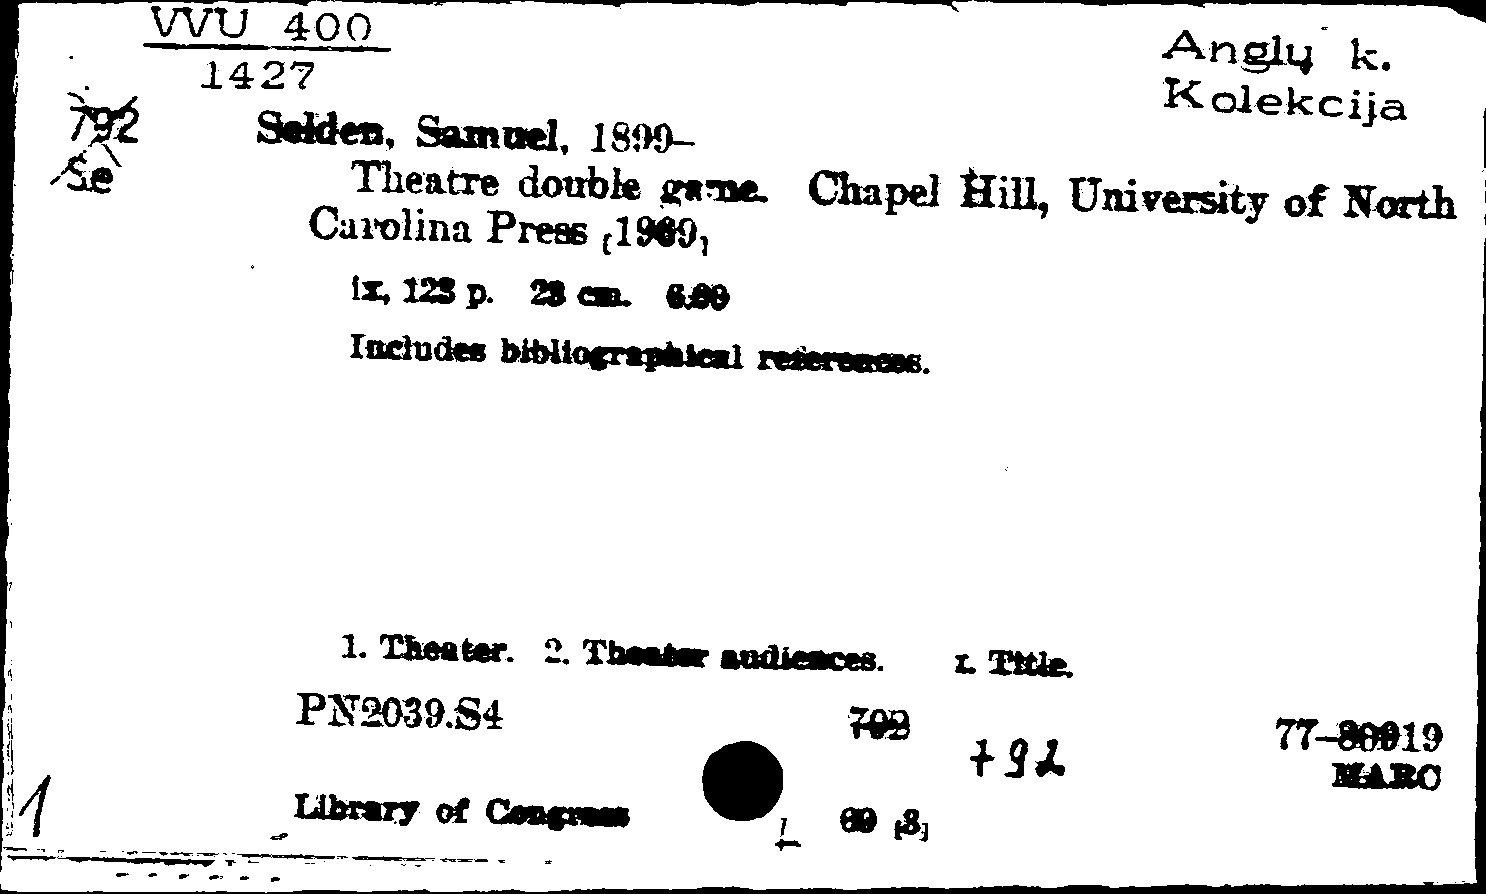 VVU 400
1427
Anglų k.
Kolekcija
792
Se
Selden, Samuel, 1899–
Theatre double game. Chapel Hill, University of North
Carolina Press [1969]
ix, 123 p. 23 cm. 6.00
Includes bibliographical references.
1. Theater. 2. Theater audiences. I. Title.
PN2039.S4
792
77–
MARC
792
Library of Congress
69 [3]
1